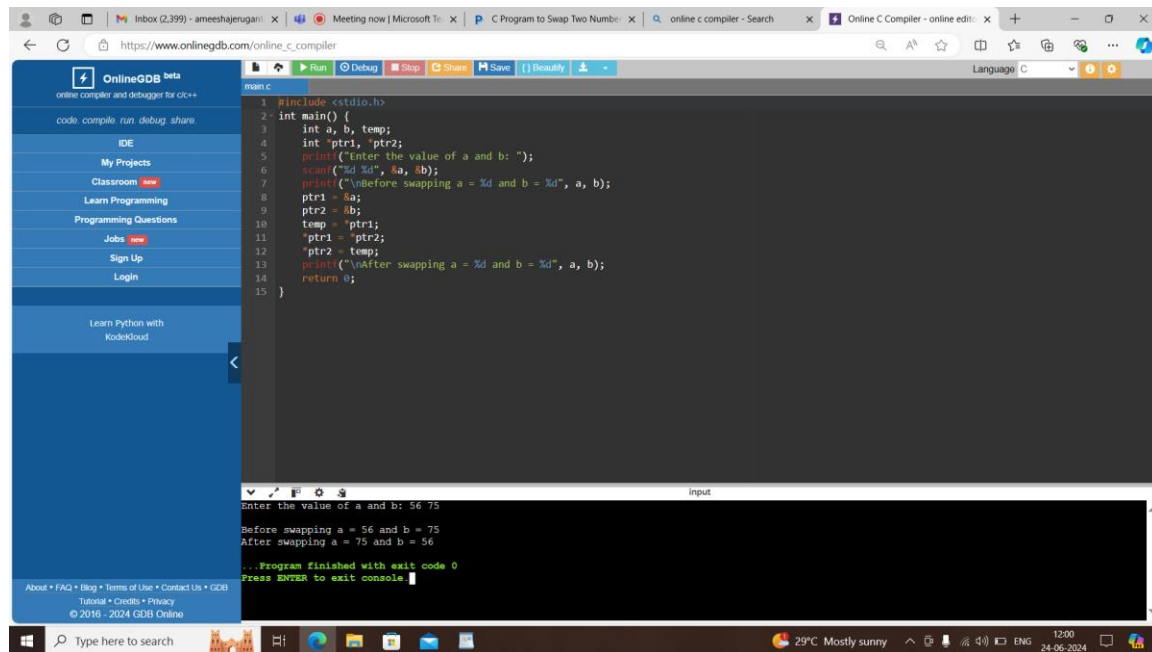 Inbox (2,399) - ameeshajerugant
Meeting now | Microsoft Te
C Program to Swap Two Number
online c compiler - Search
Online C Compiler - online edito
https://www.onlinegdb.com/online_c_compiler
OnlineGDB beta
online compiler and debugger for c/c++
code. compile. run. debug. share.
IDE
My Projects
Classroom new
Learn Programming
Programming Questions
Jobs new
Sign Up
Login
Learn Python with
KodeKloud
About • FAQ • Blog • Terms of Use • Contact Us • GDB
Tutorial • Credits • Privacy
© 2016 - 2024 GDB Online
Run Debug Stop Share Save { } Beautify
Language C
main.c
1 #include <stdio.h>
2 int main() {
3 int a, b, temp;
4 int *ptr1, *ptr2;
5 printf("Enter the value of a and b: ");
6 scanf("%d %d", &a, &b);
7 printf("\nBefore swapping a = %d and b = %d", a, b);
8 ptr1 = &a;
9 ptr2 = &b;
10 temp = *ptr1;
11 *ptr1 = *ptr2;
12 *ptr2 = temp;
13 printf("\nAfter swapping a = %d and b = %d", a, b);
14 return 0;
15 }
input
Enter the value of a and b: 56 75
Before swapping a = 56 and b = 75
After swapping a = 75 and b = 56
...Program finished with exit code 0
Press ENTER to exit console.
Type here to search
29°C Mostly sunny
ENG
12:00
24-06-2024